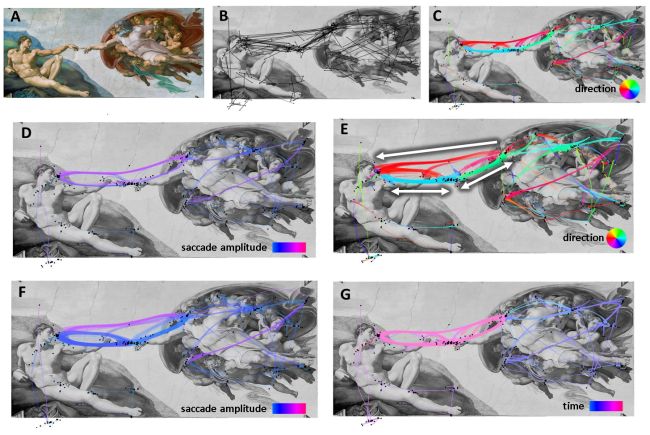 A
B
C
direction
D
saccade amplitude
E
direction
F
saccade amplitude
G
time